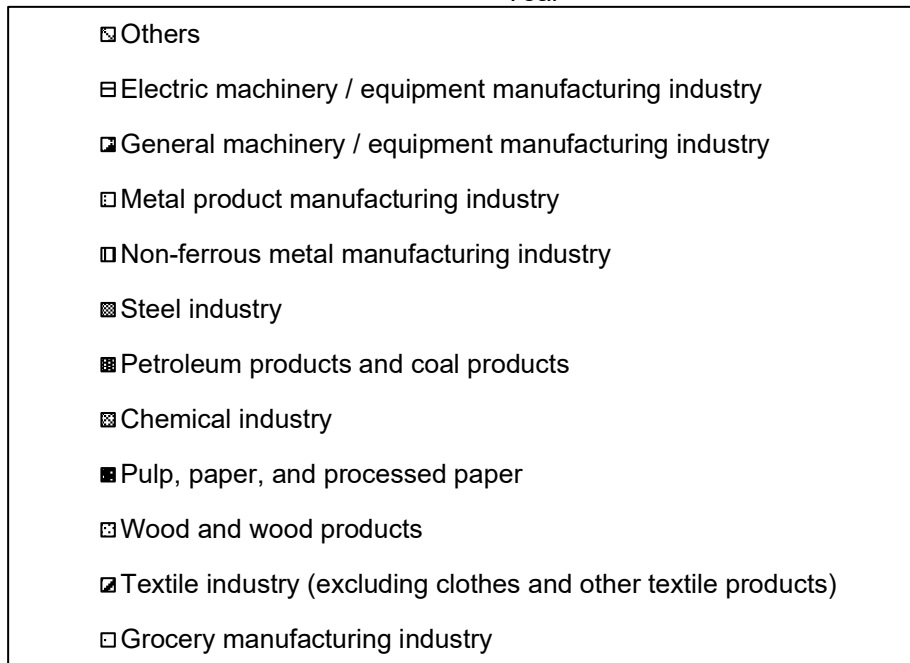 Others
Electric machinery / equipment manufacturing industry
General machinery / equipment manufacturing industry
Metal product manufacturing industry
Non-ferrous metal manufacturing industry
Steel industry
Petroleum products and coal products
Chemical industry
Pulp, paper, and processed paper
Wood and wood products
Textile industry (excluding clothes and other textile products)
Grocery manufacturing industry